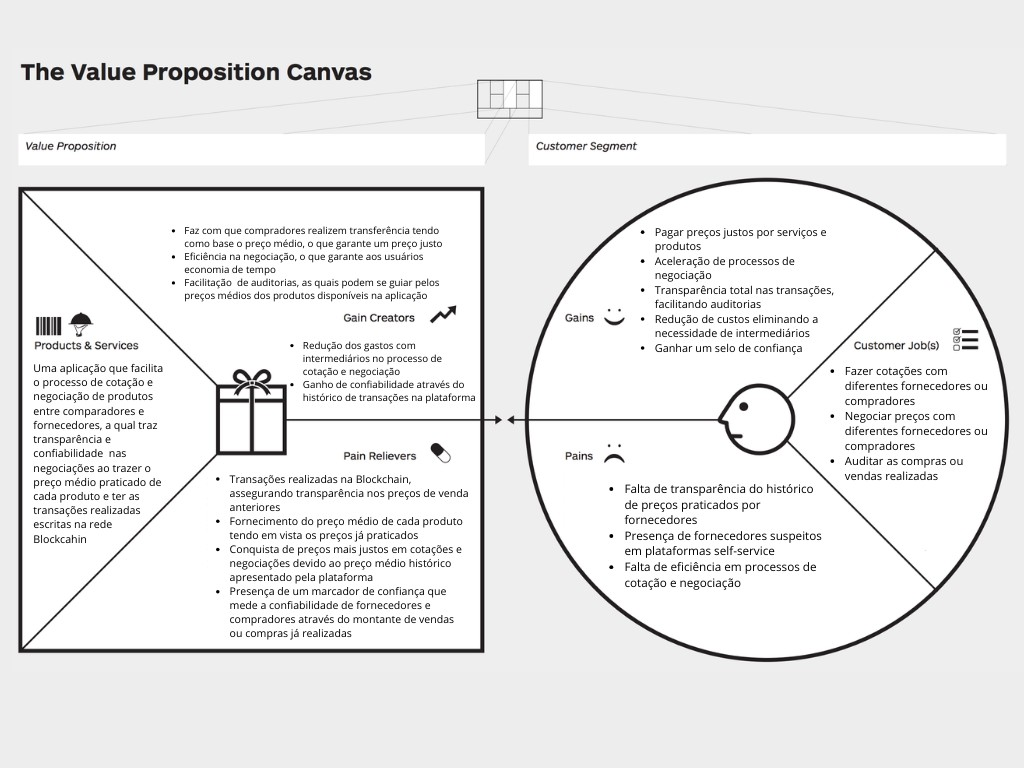 The Value Proposition Canvas
Value Proposition
Customer Segment
Faz com que compradores realizem transferência tendo
como base o preço médio, o que garante um preço justo
Eficiência na negociação, o que garante aos usuários
economia de tempo
Facilitação de auditorias, as quais podem se guiar pelos
preços médios dos produtos disponíveis na aplicação
Gain Creators
Redução dos gastos com
intermediários no processo de
cotação e negociação
Ganho de confiabilidade através do
histórico de transações na plataforma
Products & Services
Uma aplicação que facilita
o processo de cotação e
negociação de produtos
entre comparadores e
fornecedores, a qual traz
transparência e
confiabilidade nas
negociações ao trazer o
preço médio praticado de
cada produto e ter as
transações realizadas
escritas na rede
Blockcahin
Pain Relievers
Transações realizadas na Blockchain,
assegurando transparência nos preços de venda
anteriores
Fornecimento do preço médio de cada produto
tendo em vista os preços já praticados
Conquista de preços mais justos em cotações e
negociações devido ao preço médio histórico
apresentado pela plataforma
Presença de um marcador de confiança que
mede a confiabilidade de fornecedores e
compradores através do montante de vendas
ou compras já realizadas
Pagar preços justos por serviços e
produtos
Aceleração de processos de
negociação
Transparência total nas transações,
facilitando auditorias
Redução de custos eliminando a
necessidade de intermediários
Ganhar um selo de confiança
Gains
Customer Job(s)
Fazer cotações com
diferentes fornecedores ou
compradores
Negociar preços com
diferentes fornecedores ou
compradores
Auditar as compras ou
vendas realizadas
Pains
Falta de transparência do histórico
de preços praticados por
fornecedores
Presença de fornecedores suspeitos
em plataformas self-service
Falta de eficiência em processos de
cotação e negociação